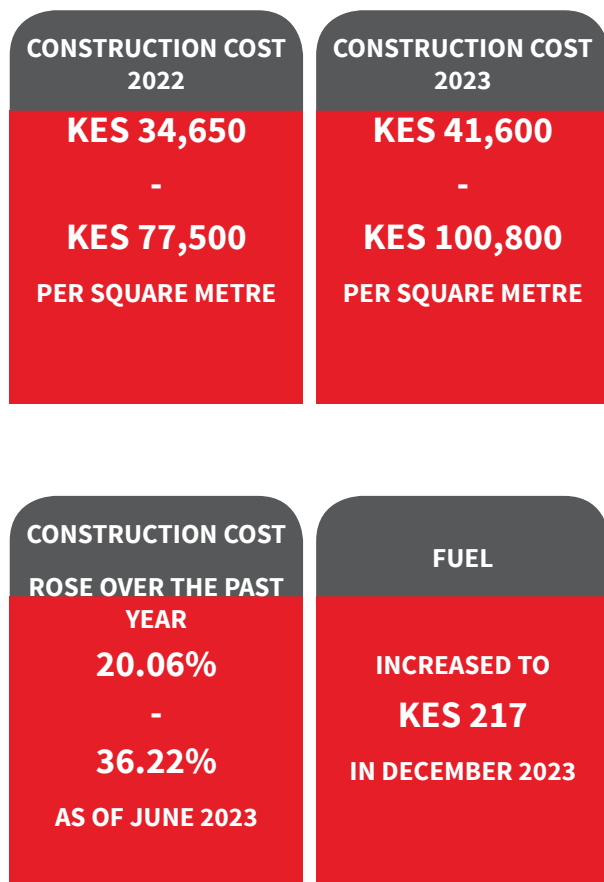 CONSTRUCTION COST
2022
KES 34,650
-
KES 77,500
PER SQUARE METRE
CONSTRUCTION COST
2023
KES 41,600
-
KES 100,800
PER SQUARE METRE
CONSTRUCTION COST
ROSE OVER THE PAST
YEAR
20.06%
-
36.22%
AS OF JUNE 2023
FUEL
INCREASED TO
KES 217
IN DECEMBER 2023